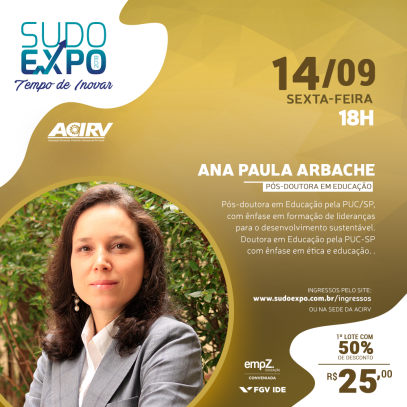 SUDO
EXPO
Tempo de Inovar
14/09
SEXTA-FEIRA
18H
ACIRV
ANA PAULA ARBACHE
PÓS-DOUTORA EM EDUCAÇÃO
Pós-doutora em Educação pela PUC/SP,
com ênfase em formação de lideranças
para o desenvolvimento sustentável.
Doutora em Educação pela PUC-SP
com ênfase em ética e educação. .
INGRESSOS PELO SITE:
www.sudoexpo.com.br/ingressos
OU NA SEDE DA ACIRV
empZ
CONVENIADA
FGV IDE
1º LOTE COM
50%
DE DESCONTO
R$ 25,00